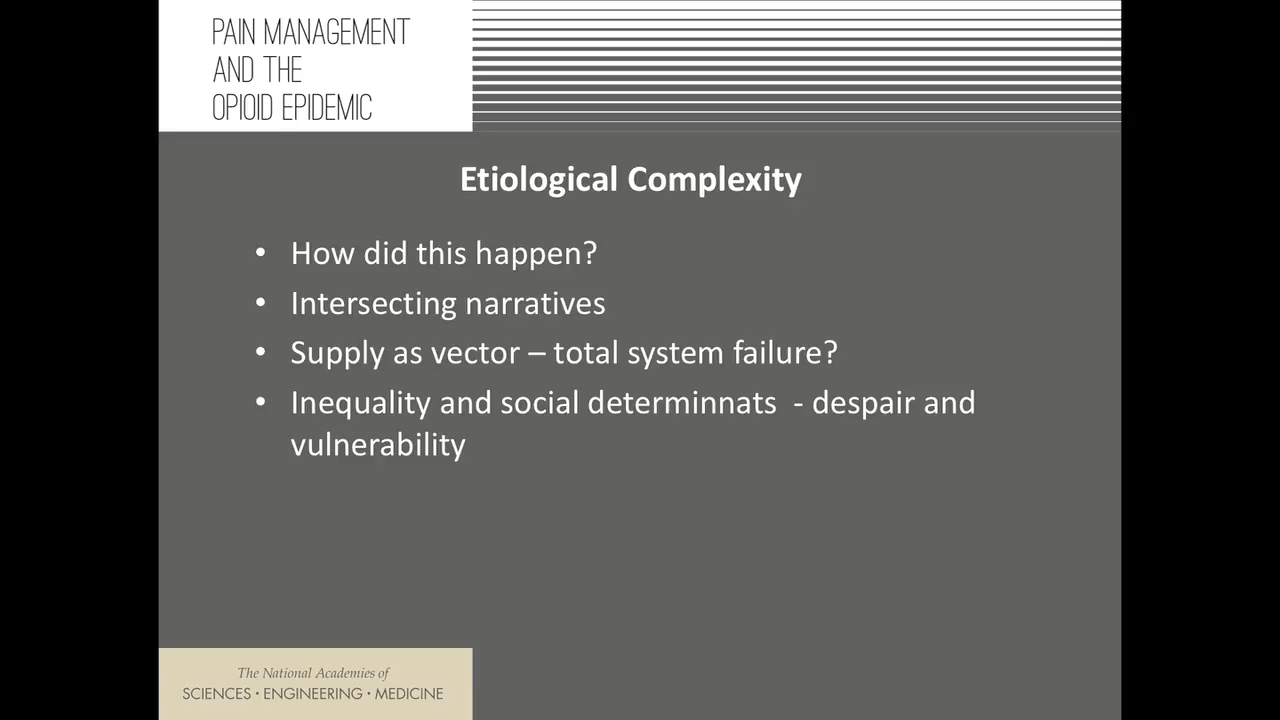 PAIN MANAGEMENT
AND THE
OPIOID EPIDEMIC
Etiological Complexity
• How did this happen?
• Intersecting narratives
• Supply as vector – total system failure?
• Inequality and social determinnats  - despair and
vulnerability
The National Academies of
SCIENCES • ENGINEERING • MEDICINE